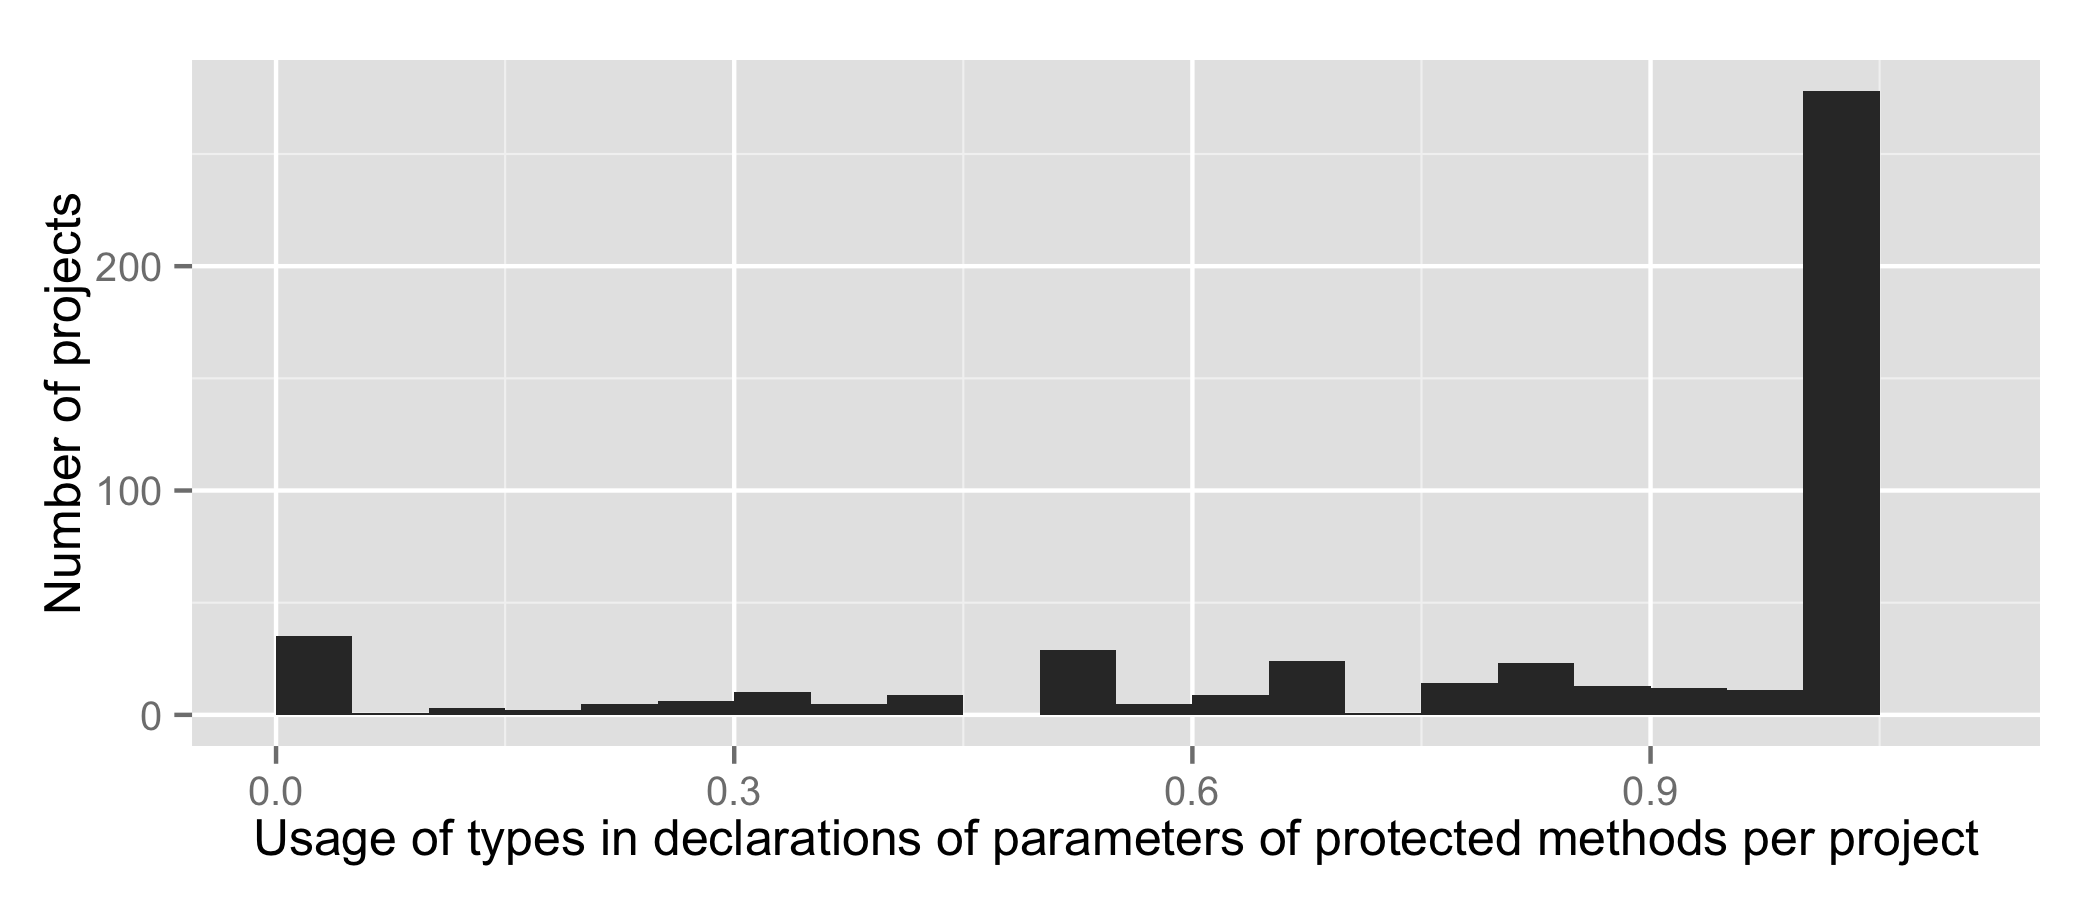 Number of projects
200
100
0
0.0 0.3 0.6 0.9
Usage of types in declarations of parameters of protected methods per project